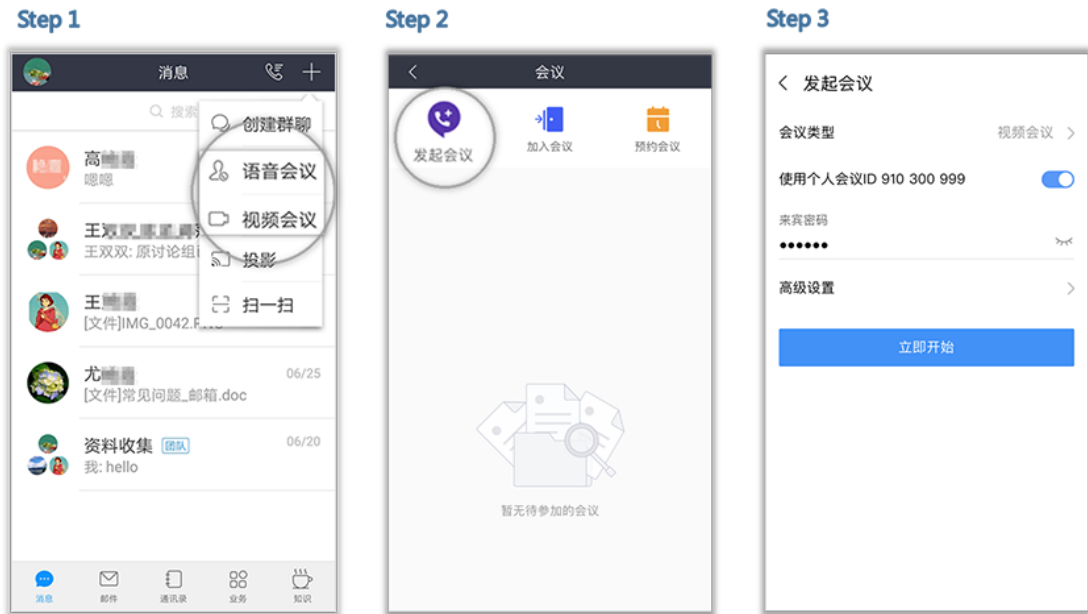 Step 1
消息
搜索
创建群聊
语音会议
视频会议
投影
扫一扫
高
嗯嗯
王
王双双: 原讨论组
王
[文件]IMG_0042.PNG
尤
06/25
[文件]常见问题_邮箱.doc
资料收集 团队
06/20
我: hello
消息
邮件
通讯录
业务
知识
Step 2
会议
发起会议
加入会议
预约会议
暂无待参加的会议
Step 3
发起会议
会议类型
视频会议
使用个人会议ID 910 300 999
来宾密码
高级设置
立即开始